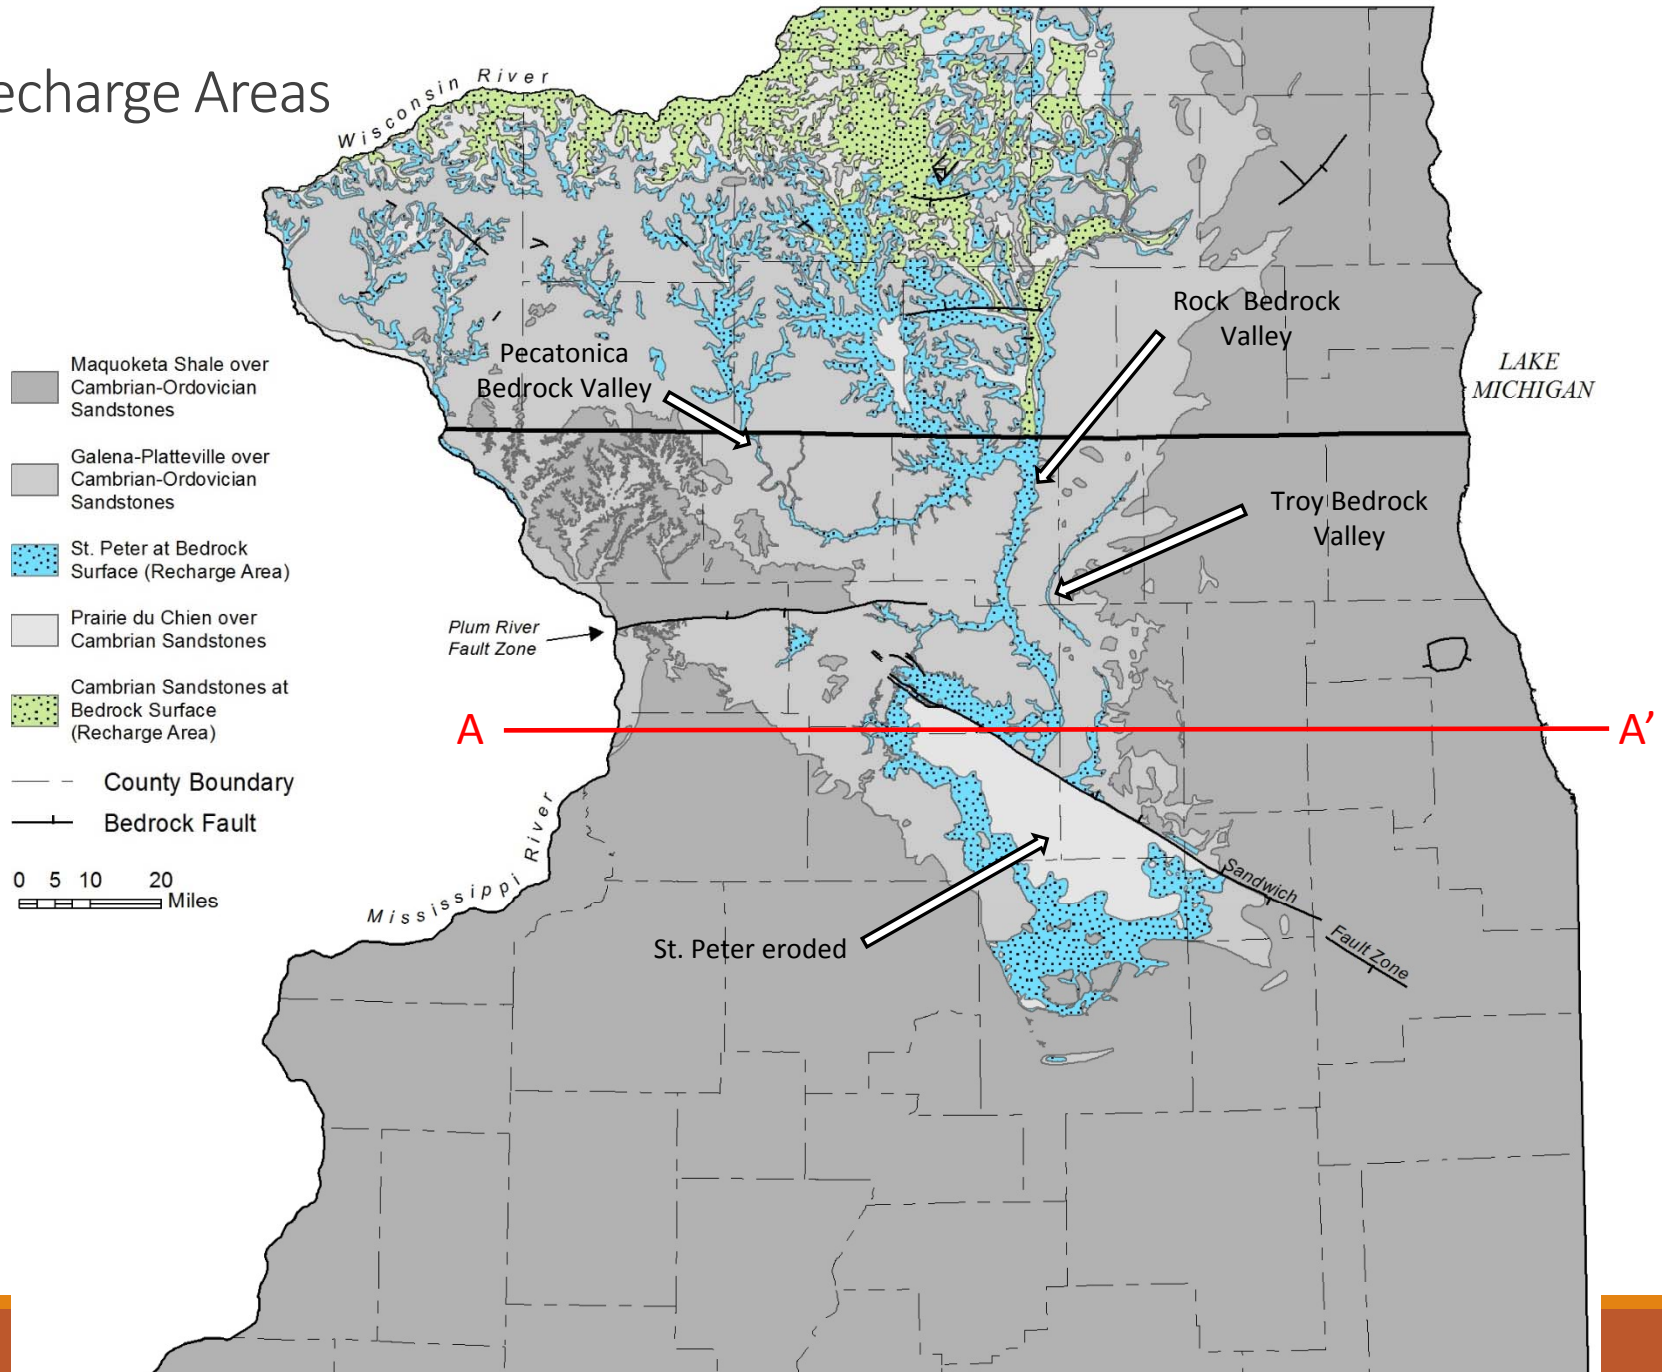 echarge Areas
Wisconsin River
Rock Bedrock
Valley
Pecatonica
Bedrock Valley
LAKE
MICHIGAN
Maquoketa Shale over
Cambrian-Ordovician
Sandstones
Galena-Platteville over
Cambrian-Ordovician
Sandstones
Troy Bedrock
Valley
St. Peter at Bedrock
Surface (Recharge Area)
Prairie du Chien over
Cambrian Sandstones
Plum River
Fault Zone
Cambrian Sandstones at
Bedrock Surface
(Recharge Area)
A
A’
County Boundary
Bedrock Fault
0 5 10 20
Miles
Mississippi River
Sandwich
Fault Zone
St. Peter eroded